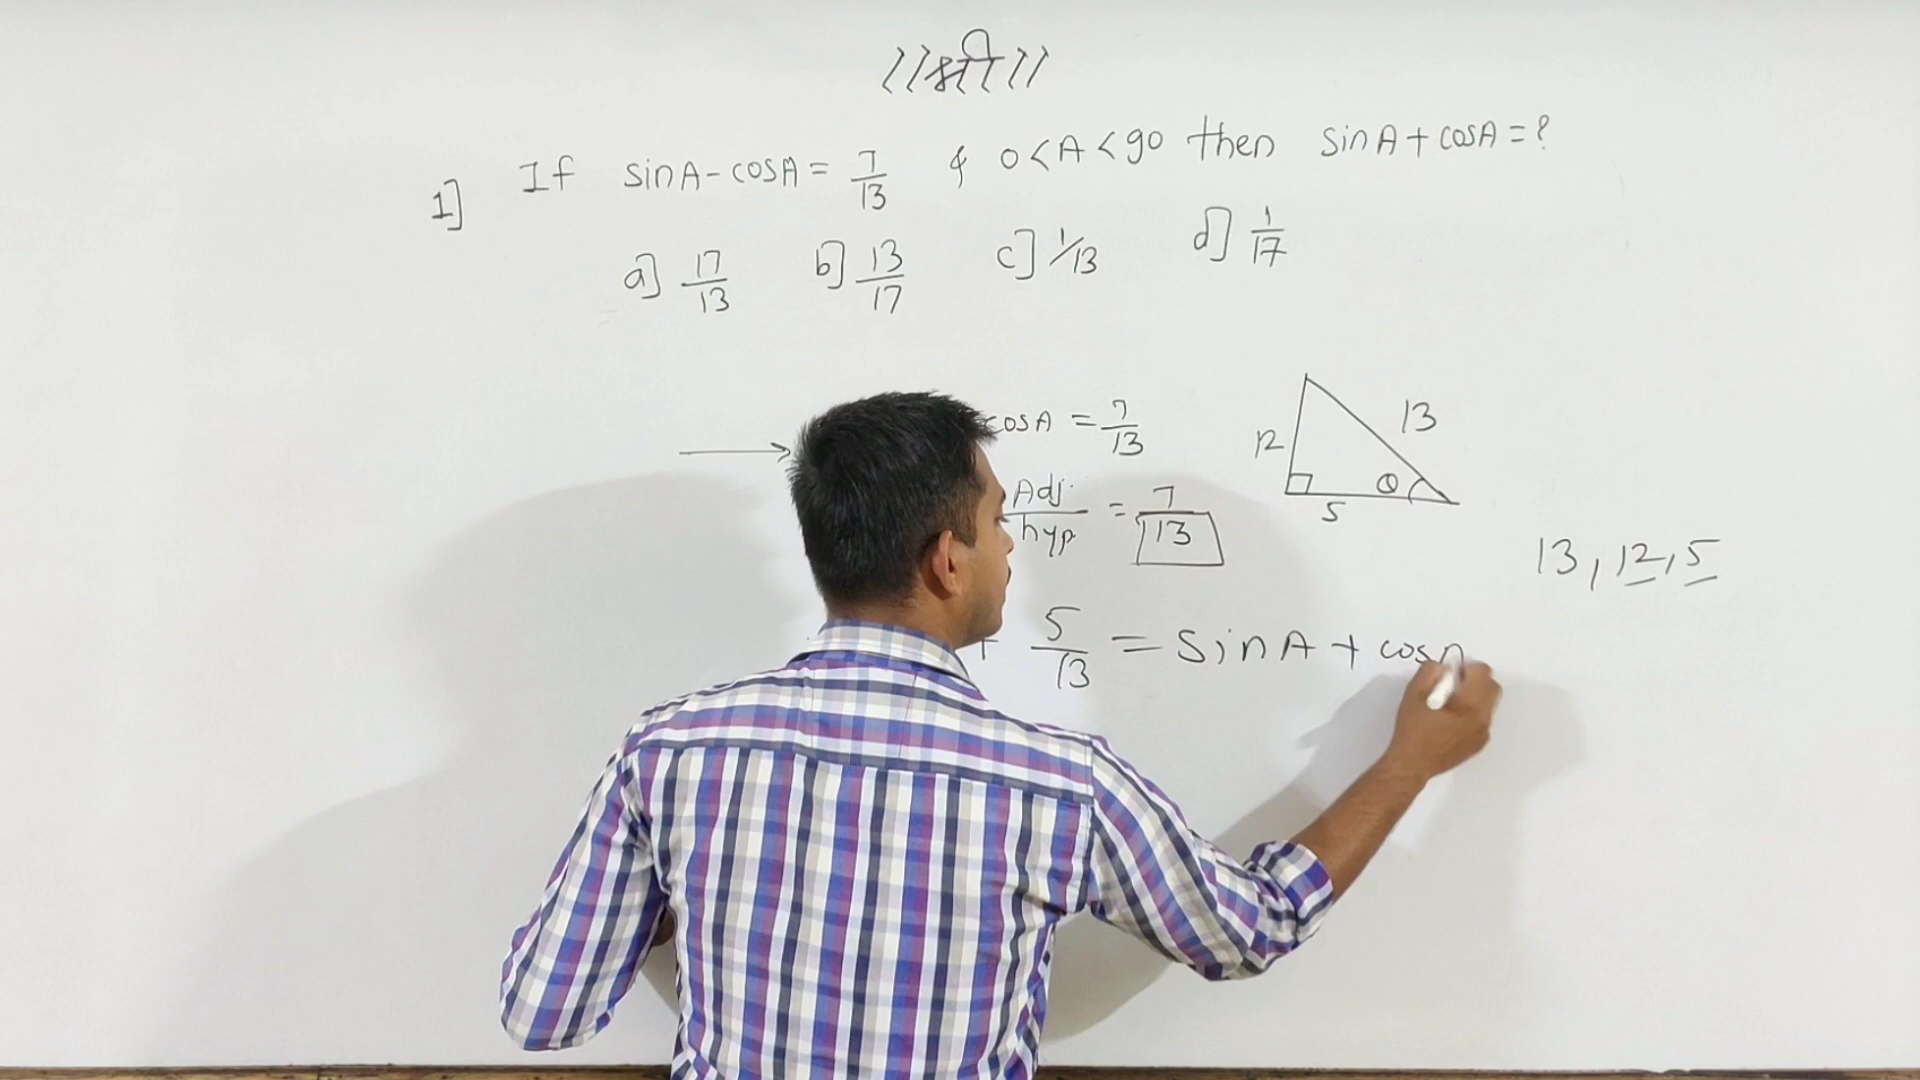 ।।श्री।।
1] If sinA-cosA = 7/13 & 0<A<90 then sinA+cosA=?
a] 17/13 b] 13/17 c] 1/13 d] 1/17
cosA = 7/13
Adj./hyp = 7/13
13
12
θ
5
13, 12, 5
+ 5/13 = sinA + cosA